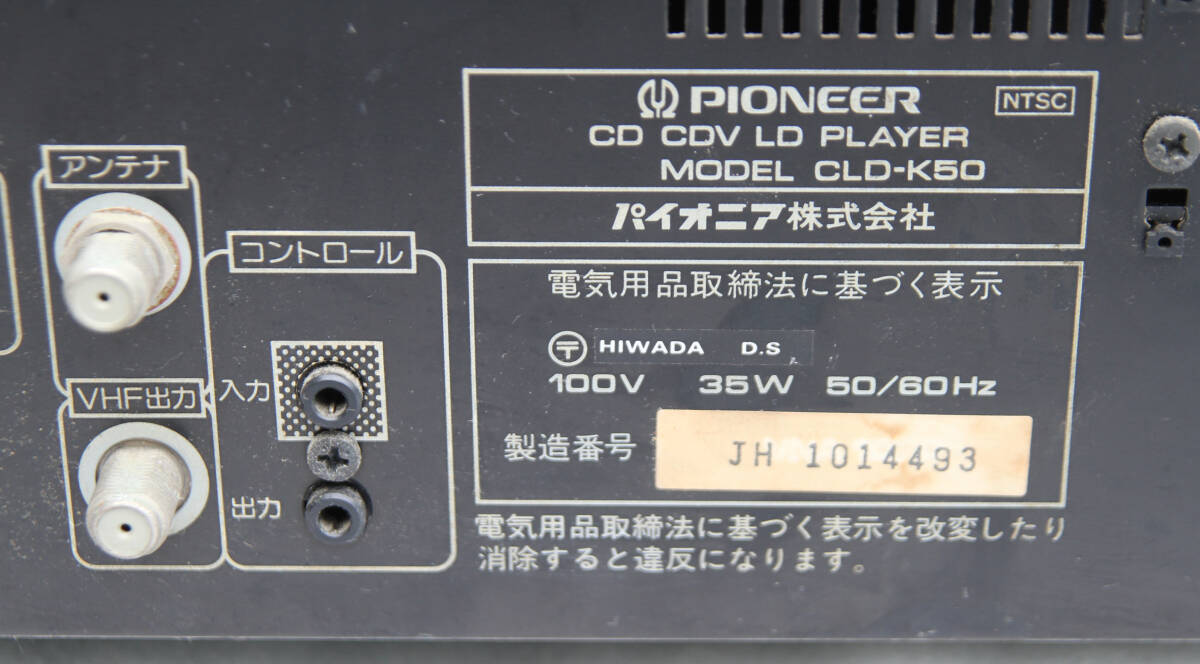 アンテナ
VHF出力
コントロール
入力
出力
PIONEER
NTSC
CD CDV LD PLAYER
MODEL CLD-K50
パイオニア株式会社
電気用品取締法に基づく表示
〒 HIWADA D.S
100V 35W 50/60Hz
製造番号 JH 1014493
電気用品取締法に基づく表示を改変したり
消除すると違反になります。